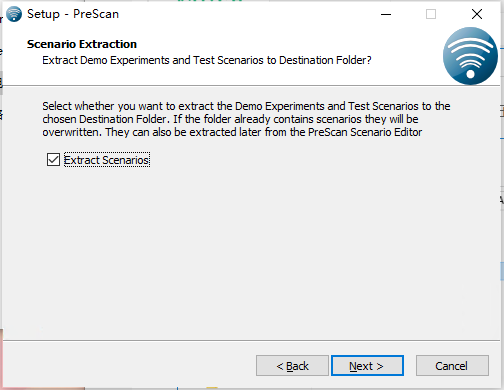 Setup - PreScan
Scenario Extraction
Extract Demo Experiments and Test Scenarios to Destination Folder?
Select whether you want to extract the Demo Experiments and Test Scenarios to the
chosen Destination Folder. If the folder already contains scenarios they will be
overwritten. They can also be extracted later from the PreScan Scenario Editor
Extract Scenarios
< Back
Next >
Cancel